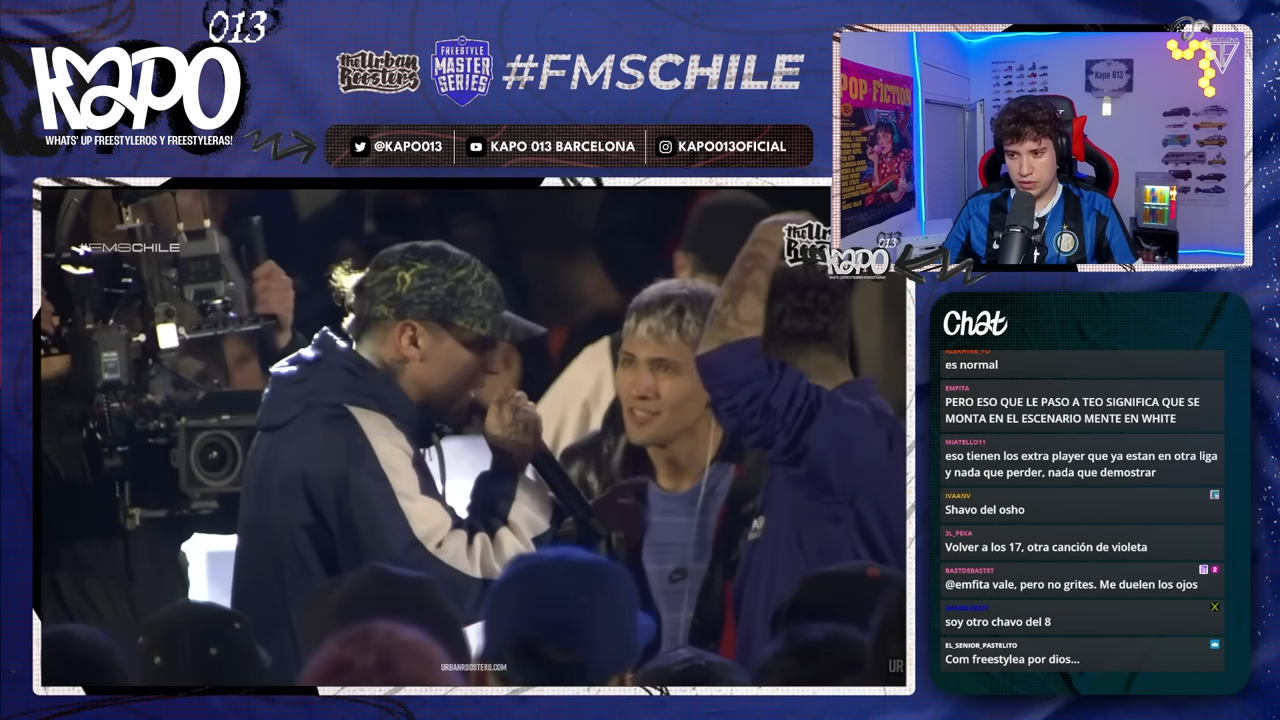 013
KAPO
WHATS' UP FREESTYLEROS Y FREESTYLERAS!
the Urban Roosters
FREESTYLE
MASTER
SERIES
#FMSCHILE
@KAPO013
KAPO 013 BARCELONA
KAPO013OFICIAL
POP FICTION
Kapo 013
BARCELONA
#FMSCHILE
013
KAPO
URBANROOSTERS.COM
UR
Chat
es normal
EMFITA
PERO ESO QUE LE PASO A TEO SIGNIFICA QUE SE
MONTA EN EL ESCENARIO MENTE EN WHITE
MIATELLO11
eso tienen los extra player que ya estan en otra liga
y nada que perder, nada que demostrar
IVAANV
Shavo del osho
3L_PEKA
Volver a los 17, otra canción de violeta
BASTDEBASTET
@emfita vale, pero no grites. Me duelen los ojos
soy otro chavo del 8
EL_SENIOR_PASTELITO
Com freestylea por dios...